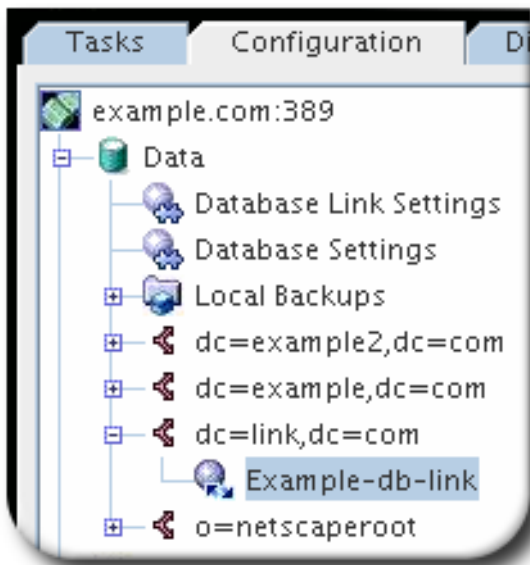 Tasks Configuration Di
example.com:389
Data
Database Link Settings
Database Settings
Local Backups
dc=example2,dc=com
dc=example,dc=com
dc=link,dc=com
Example-db-link
o=netscaperoot